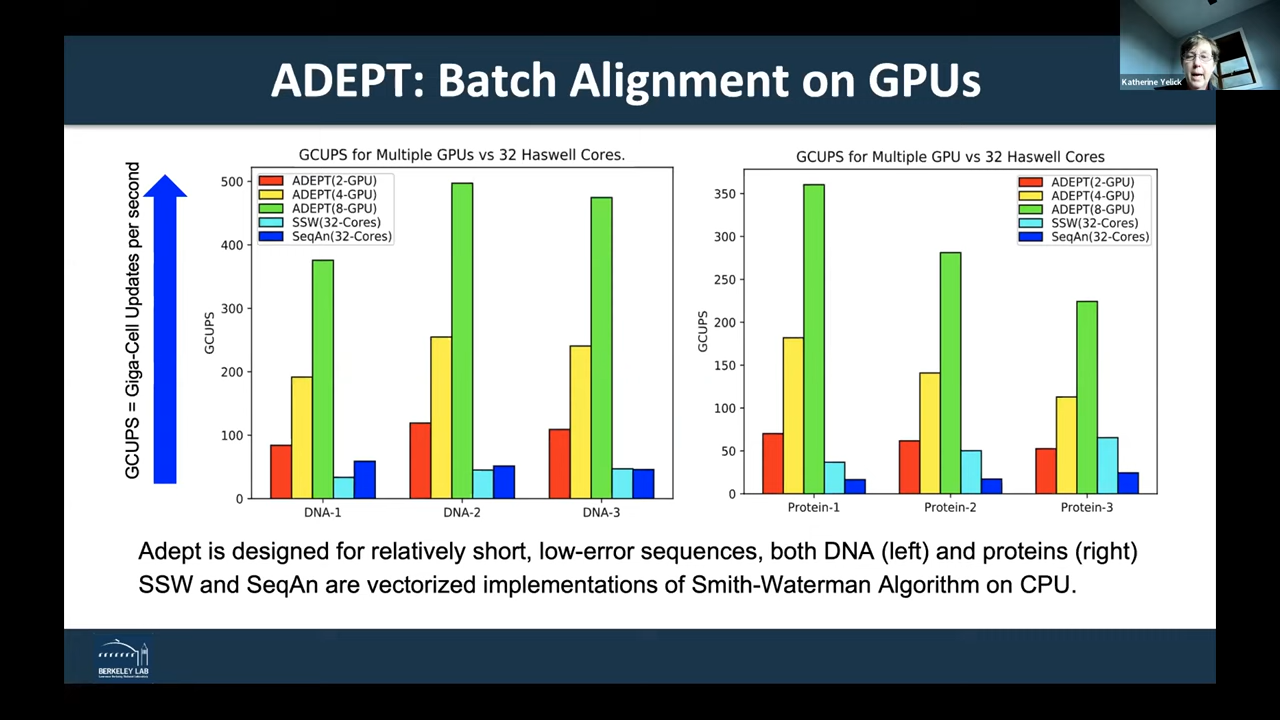 ADEPT: Batch Alignment on GPUs
Katherine Yelick
GCUPS = Giga-Cell Updates per second
GCUPS for Multiple GPUs vs 32 Haswell Cores.
ADEPT(2-GPU)
ADEPT(4-GPU)
ADEPT(8-GPU)
SSW(32-Cores)
SeqAn(32-Cores)
GCUPS
500
400
300
200
100
0
DNA-1
DNA-2
DNA-3
GCUPS for Multiple GPU vs 32 Haswell Cores
ADEPT(2-GPU)
ADEPT(4-GPU)
ADEPT(8-GPU)
SSW(32-Cores)
SeqAn(32-Cores)
GCUPS
350
300
250
200
150
100
50
0
Protein-1
Protein-2
Protein-3
Adept is designed for relatively short, low-error sequences, both DNA (left) and proteins (right)
SSW and SeqAn are vectorized implementations of Smith-Waterman Algorithm on CPU.
BERKELEY LAB